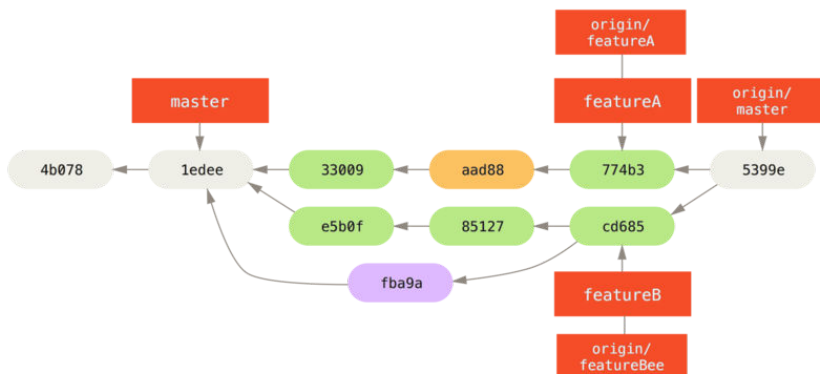 origin/
featureA
master
featureA
origin/
master
4b078
1edee
33009
aad88
774b3
5399e
e5b0f
85127
cd685
fba9a
featureB
origin/
featureBee